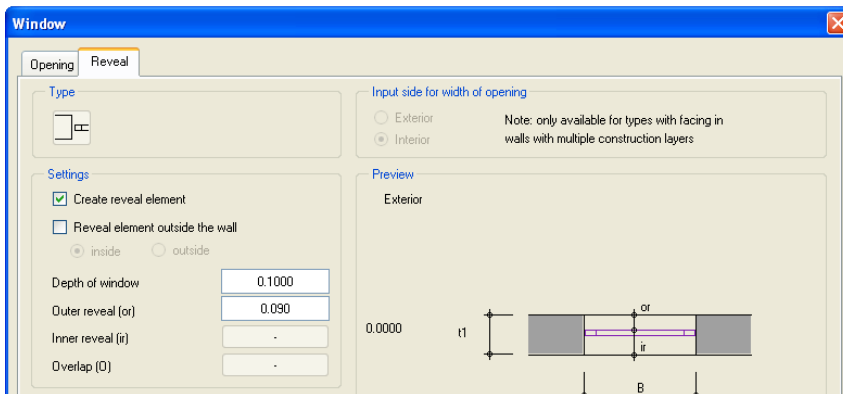 Window
Opening
Reveal
Type
Input side for width of opening
Exterior
Interior
Note: only available for types with facing in
walls with multiple construction layers
Settings
Create reveal element
Reveal element outside the wall
inside
outside
Depth of window
0.1000
Outer reveal (or)
0.090
Inner reveal (ir)
-
Overlap (O)
-
Preview
Exterior
0.0000
t1
or
ir
B